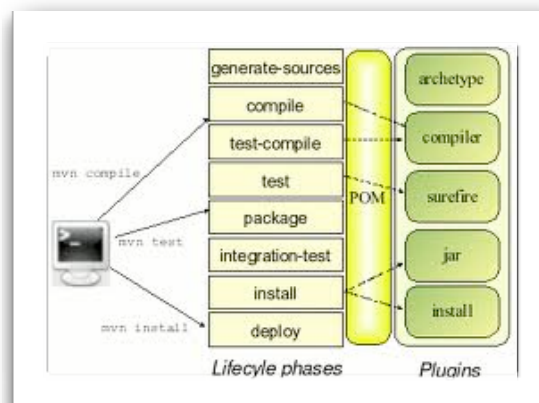 generate-sources
compile
test-compile
test
package
integration-test
install
deploy
mvn compile
mvn test
mvn install
POM
archetype
compiler
surefire
jar
install
Lifecyle phases
Plugins